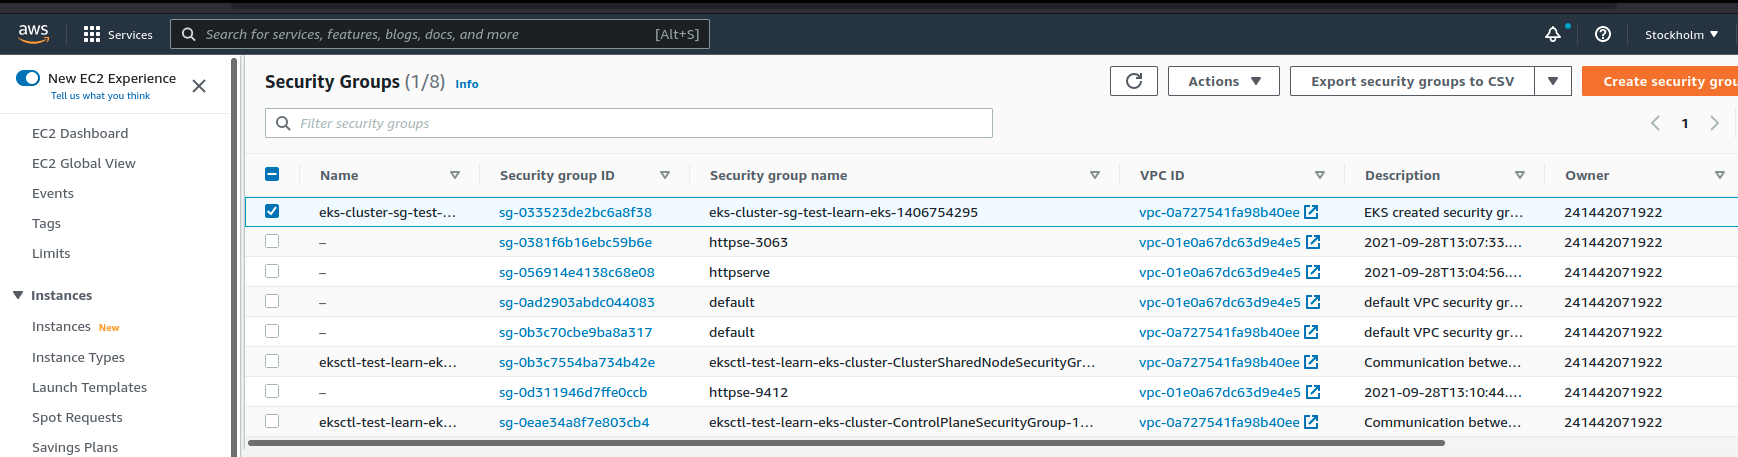 aws Services Search for services, features, blogs, docs, and more [Alt+S] Stockholm
New EC2 Experience
Tell us what you think
EC2 Dashboard
EC2 Global View
Events
Tags
Limits
Instances
Instances New
Instance Types
Launch Templates
Spot Requests
Savings Plans
Security Groups (1/8) Info Actions Export security groups to CSV Create security grou
Filter security groups 1
Name Security group ID Security group name VPC ID Description Owner
eks-cluster-sg-test-... sg-033523de2bc6a8f38 eks-cluster-sg-test-learn-eks-1406754295 vpc-0a727541fa98b40ee EKS created security gr... 241442071922
– sg-0381f6b16ebc59b6e httpse-3063 vpc-01e0a67dc63d9e4e5 2021-09-28T13:07:33.... 241442071922
– sg-056914e4138c68e08 httpserve vpc-01e0a67dc63d9e4e5 2021-09-28T13:04:56.... 241442071922
– sg-0ad2903abdc044083 default vpc-01e0a67dc63d9e4e5 default VPC security gr... 241442071922
– sg-0b3c70cbe9ba8a317 default vpc-0a727541fa98b40ee default VPC security gr... 241442071922
eksctl-test-learn-ek... sg-0b3c7554ba734b42e eksctl-test-learn-eks-cluster-ClusterSharedNodeSecurityGr... vpc-0a727541fa98b40ee Communication betwe... 241442071922
– sg-0d311946d7ffe0ccb httpse-9412 vpc-01e0a67dc63d9e4e5 2021-09-28T13:10:44.... 241442071922
eksctl-test-learn-ek... sg-0eae34a8f7e803cb4 eksctl-test-learn-eks-cluster-ControlPlaneSecurityGroup-1... vpc-0a727541fa98b40ee Communication betwe... 241442071922